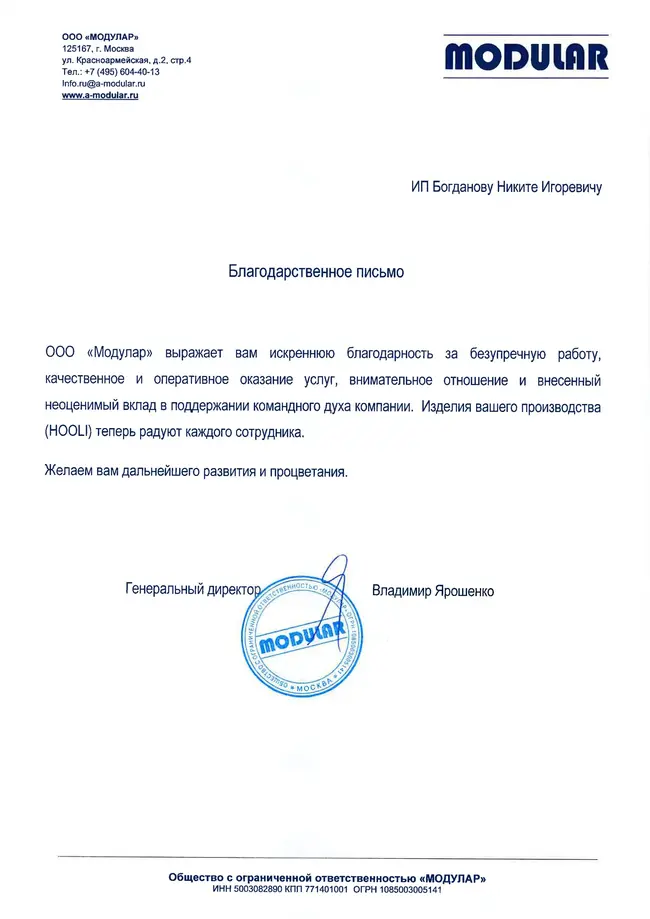 ООО «МОДУЛАР»
125167, г. Москва
ул. Красноармейская, д.2, стр.4
Тел.: +7 (495) 604-40-13
Info.ru@a-modular.ru
www.a-modular.ru
MODULAR
ИП Богданову Никите Игоревичу
Благодарственное письмо
ООО «Модулар» выражает вам искреннюю благодарность за безупречную работу,
качественное и оперативное оказание услуг, внимательное отношение и внесенный
неоценимый вклад в поддержании командного духа компании. Изделия вашего производства
(HOOLI) теперь радуют каждого сотрудника.
Желаем вам дальнейшего развития и процветания.
Генеральный директор
Владимир Ярошенко
ОБЩЕСТВО С ОГРАНИЧЕННОЙ ОТВЕТСТВЕННОСТЬЮ «МОДУЛАР» ОГРН 1085003005141
MODULAR
* МОСКВА *
Общество с ограниченной ответственностью «МОДУЛАР»
ИНН 5003082890 КПП 771401001 ОГРН 1085003005141